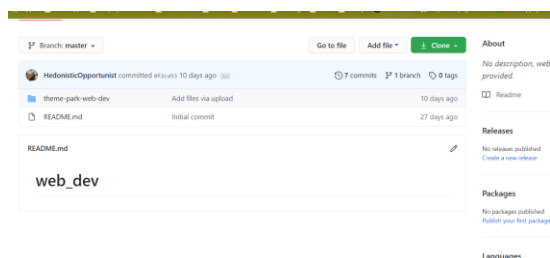 Branch: master
Go to file
Add file
Clone
HedonisticOpportunist committed 10 days ago
7 commits
1 branch
0 tags
theme-park-web-dev
Add files via upload
10 days ago
README.md
Initial commit
27 days ago
README.md
web_dev
About
No description, web
provided.
Readme
Releases
No releases published
Create a new release
Packages
No packages published
Publish your first package
Languages